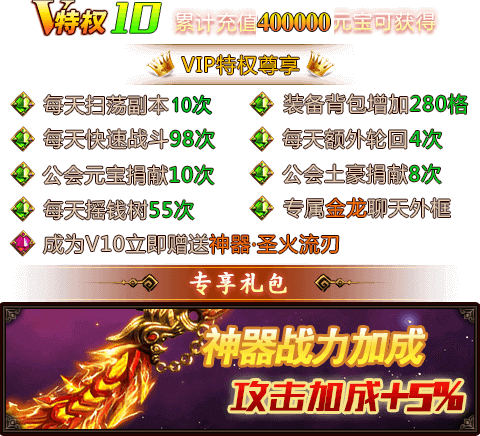 V特权10 累计充值400000元宝可获得
VIP特权尊享
每天扫荡副本10次 装备背包增加280格
每天快速战斗98次 每天额外轮回4次
公会元宝捐献10次 公会土豪捐献8次
每天摇钱树55次 专属金龙聊天外框
成为V10立即赠送神器·圣火流刃
专享礼包
神器战力加成
攻击加成+5%